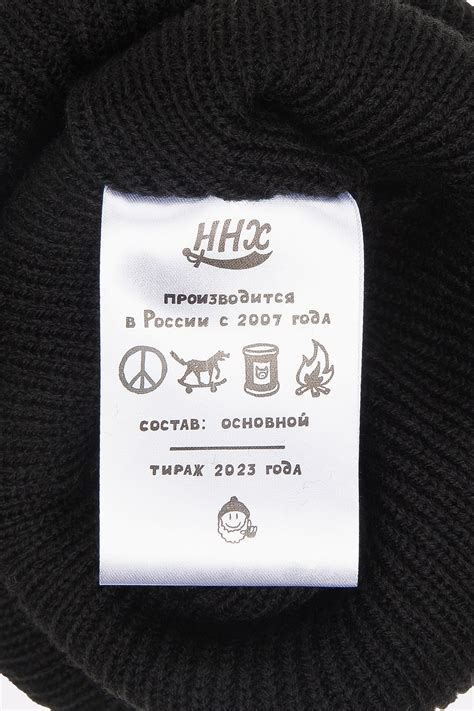 ННХ
ПРОИЗВОДИТСЯ
В РОССИИ С 2007 ГОДА
СОСТАВ: ОСНОВНОЙ
ТИРАЖ 2023 ГОДА